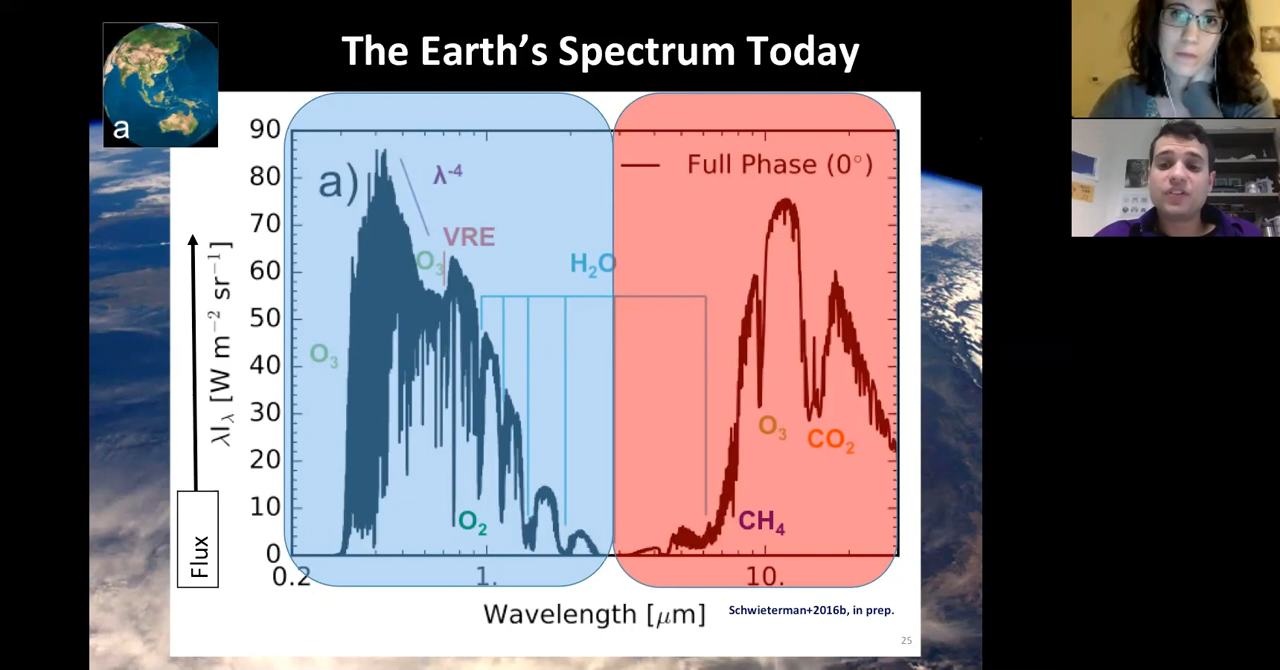 The Earth's Spectrum Today
a
90
80
70
60
50
40
30
20
10
0
a)
λ⁻⁴
VRE
O₃
H₂O
O₃
O₂
Full Phase (0°)
O₃
CO₂
CH₄
λI_λ [W m⁻² sr⁻¹]
Flux
0.2
1.
10.
Wavelength [μm]
Schwieterman+2016b, in prep.
25